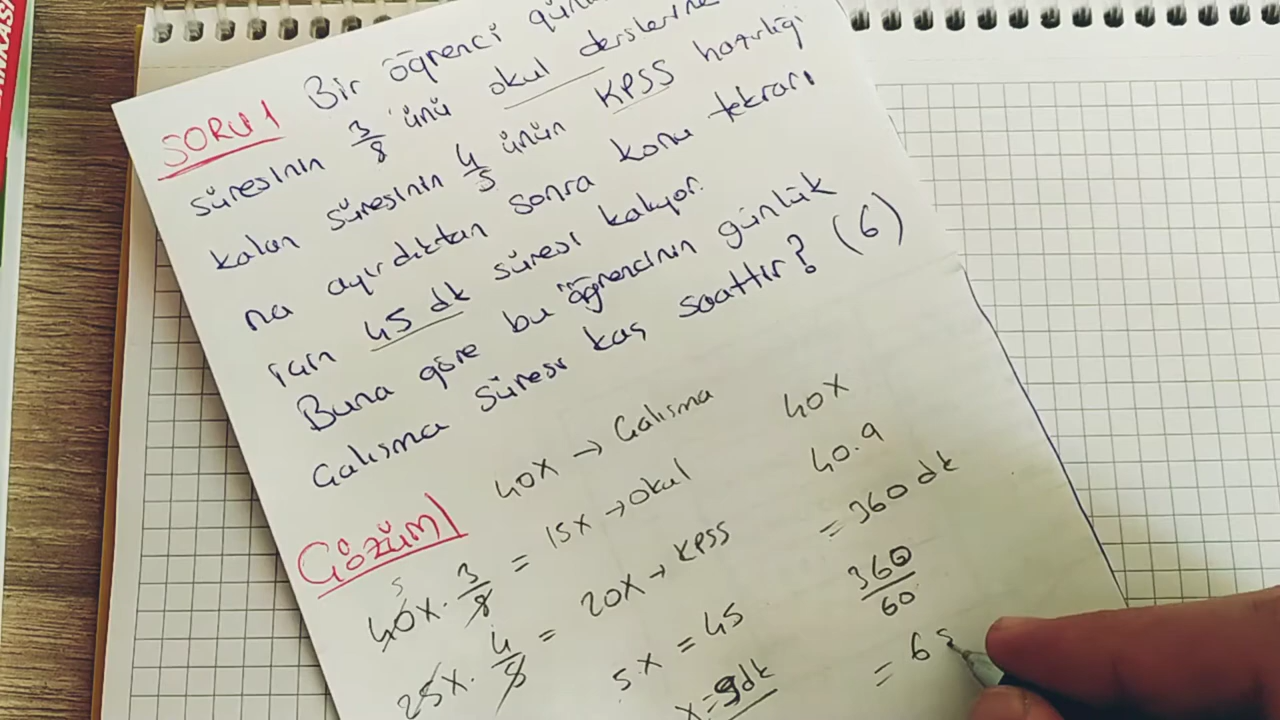 SORU 1 Bir öğrenci
süresinin 3/8 ünü okul derslerine
kalan süresinin 4/5 ünün KPSS hazırlığı
na ayırdıktan sonra konu tekrarı
için 45 dk süresi kalıyor.
Buna göre bu öğrencinin günlük
çalışma süresi kaç saattir? (6)
Çözüm
40x → Çalışma
40x . 3/8 = 15x → okul
25x . 4/5 = 20x → KPSS
5.x = 45
x = 9dk
40x
40.9
= 360 dk
360/60
= 6 s